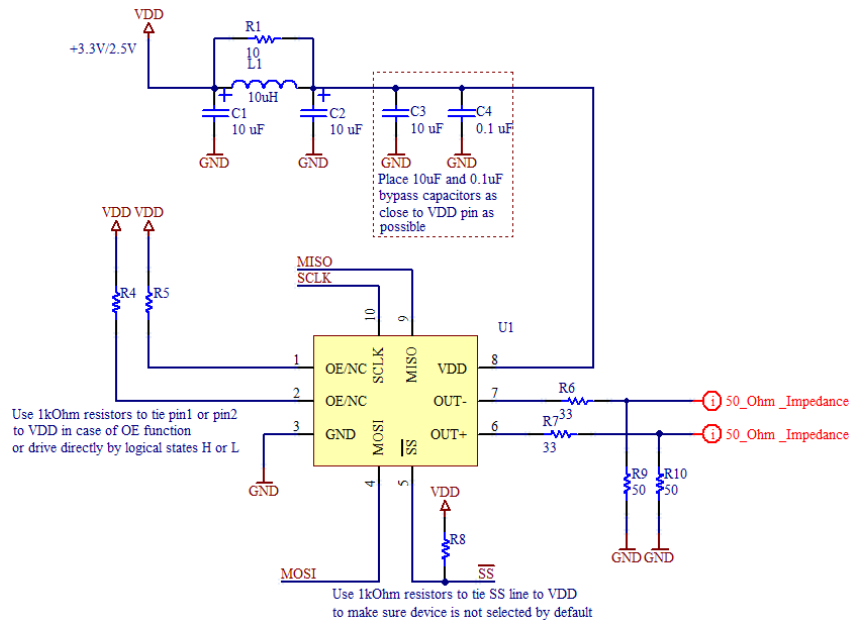 VDD
+3.3V/2.5V
R1
10
L1
10uH
C1
10 uF
C2
10 uF
C3
10 uF
C4
0.1 uF
GND
GND
GND
GND
Place 10uF and 0.1uF
bypass capacitors as
close to VDD pin as
possible
VDD
VDD
R4
R5
MISO
SCLK
10
9
U1
1
OE/NC
SCLK
MISO
VDD
8
2
OE/NC
OUT-
7
3
GND
MOSI
SS
OUT+
6
4
5
R6
33
R7
33
50_Ohm _Impedance
50_Ohm _Impedance
i
i
Use 1kOhm resistors to tie pin1 or pin2
to VDD in case of OE function
or drive directly by logical states H or L
GND
R9
50
R10
50
GND
GND
VDD
R8
MOSI
SS
Use 1kOhm resistors to tie SS line to VDD
to make sure device is not selected by default